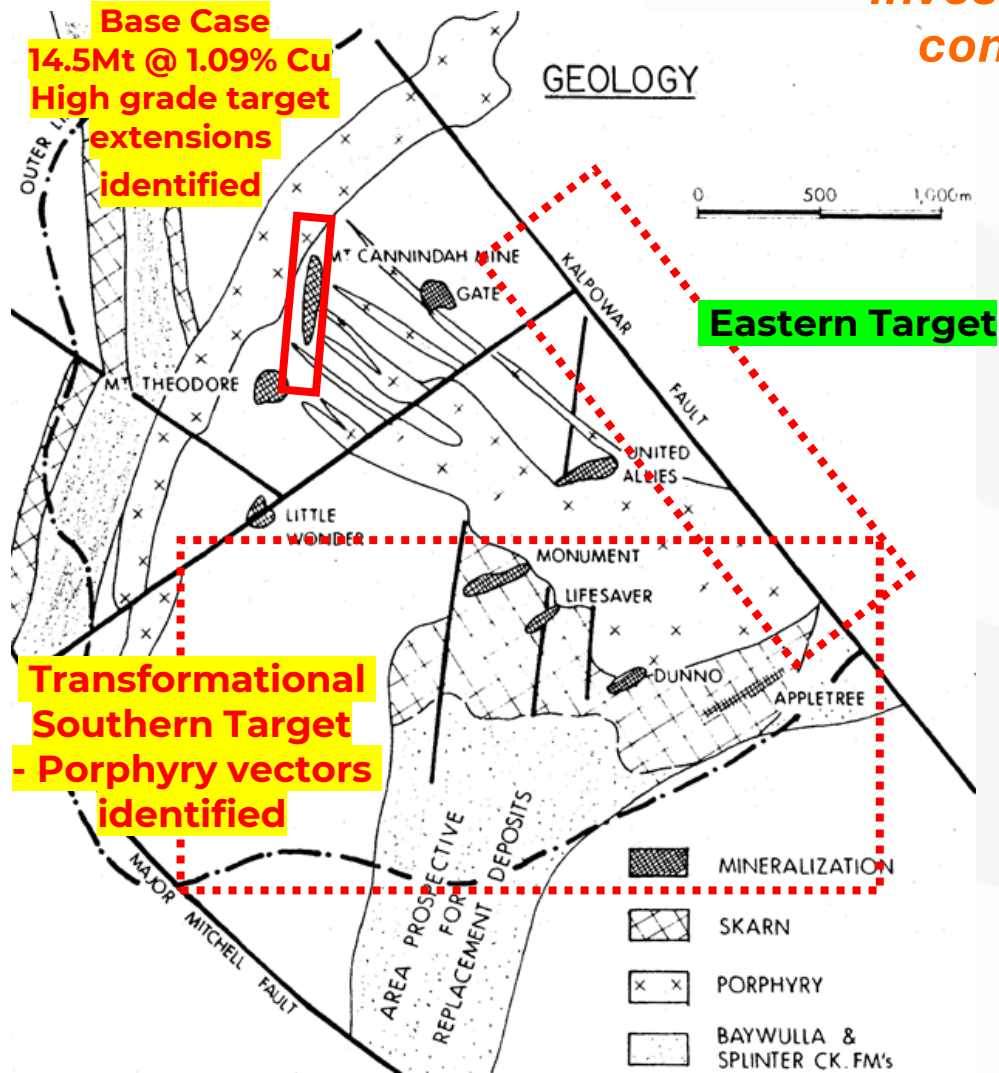 Base Case
14.5Mt @ 1.09% Cu
High grade target
extensions
identified
GEOLOGY
0 500 1,000m
OUTER
MT CANNINDAH MINE
GATE
KALPOWAR
FAULT
Eastern Target
MT THEODORE
UNITED
ALLIES
LITTLE
WONDER
MONUMENT
LIFESAVER
DUNNO
APPLETREE
Transformational
Southern Target
- Porphyry vectors
identified
MAJOR
MITCHELL
FAULT
AREA PROSPECTIVE
FOR
REPLACEMENT DEPOSITS
MINERALIZATION
SKARN
PORPHYRY
BAYWULLA &
SPLINTER CK. FM's